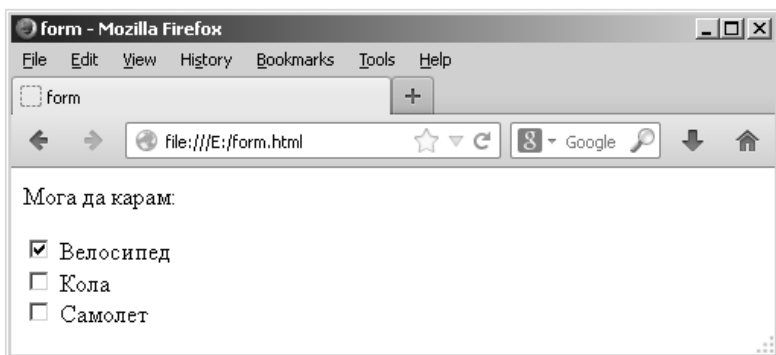 form - Mozilla Firefox
File Edit View History Bookmarks Tools Help
form
file:///E:/form.html
8 Google
Мога да карам:
Велосипед
Кола
Самолет